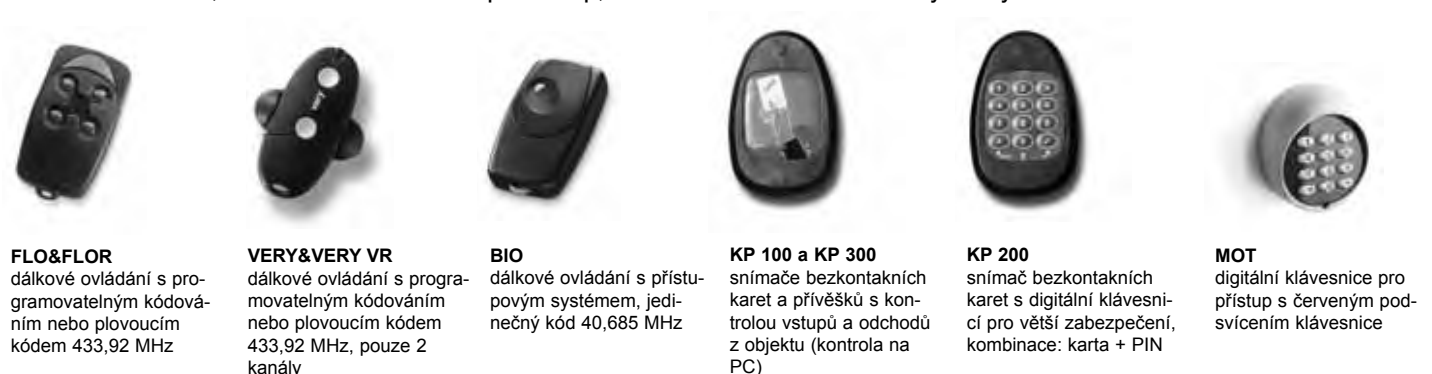 FLO&FLOR
dálkové ovládání s pro-
gramovatelným kódová-
ním nebo plovoucím
kódem 433,92 MHz
VERY&VERY VR
dálkové ovládání s progra-
movatelným kódováním
nebo plovoucím kódem
433,92 MHz, pouze 2
kanály
BIO
dálkové ovládání s přístu-
povým systémem, jedi-
nečný kód 40,685 MHz
KP 100 a KP 300
snímače bezkontakních
karet a přívěšků s kon-
trolou vstupů a odchodů
z objektu (kontrola na
PC)
KP 200
snímač bezkontakních
karet s digitální klávesni-
cí pro větší zabezpečení,
kombinace: karta + PIN
MOT
digitální klávesnice pro
přístup s červeným pod-
svícením klávesnice